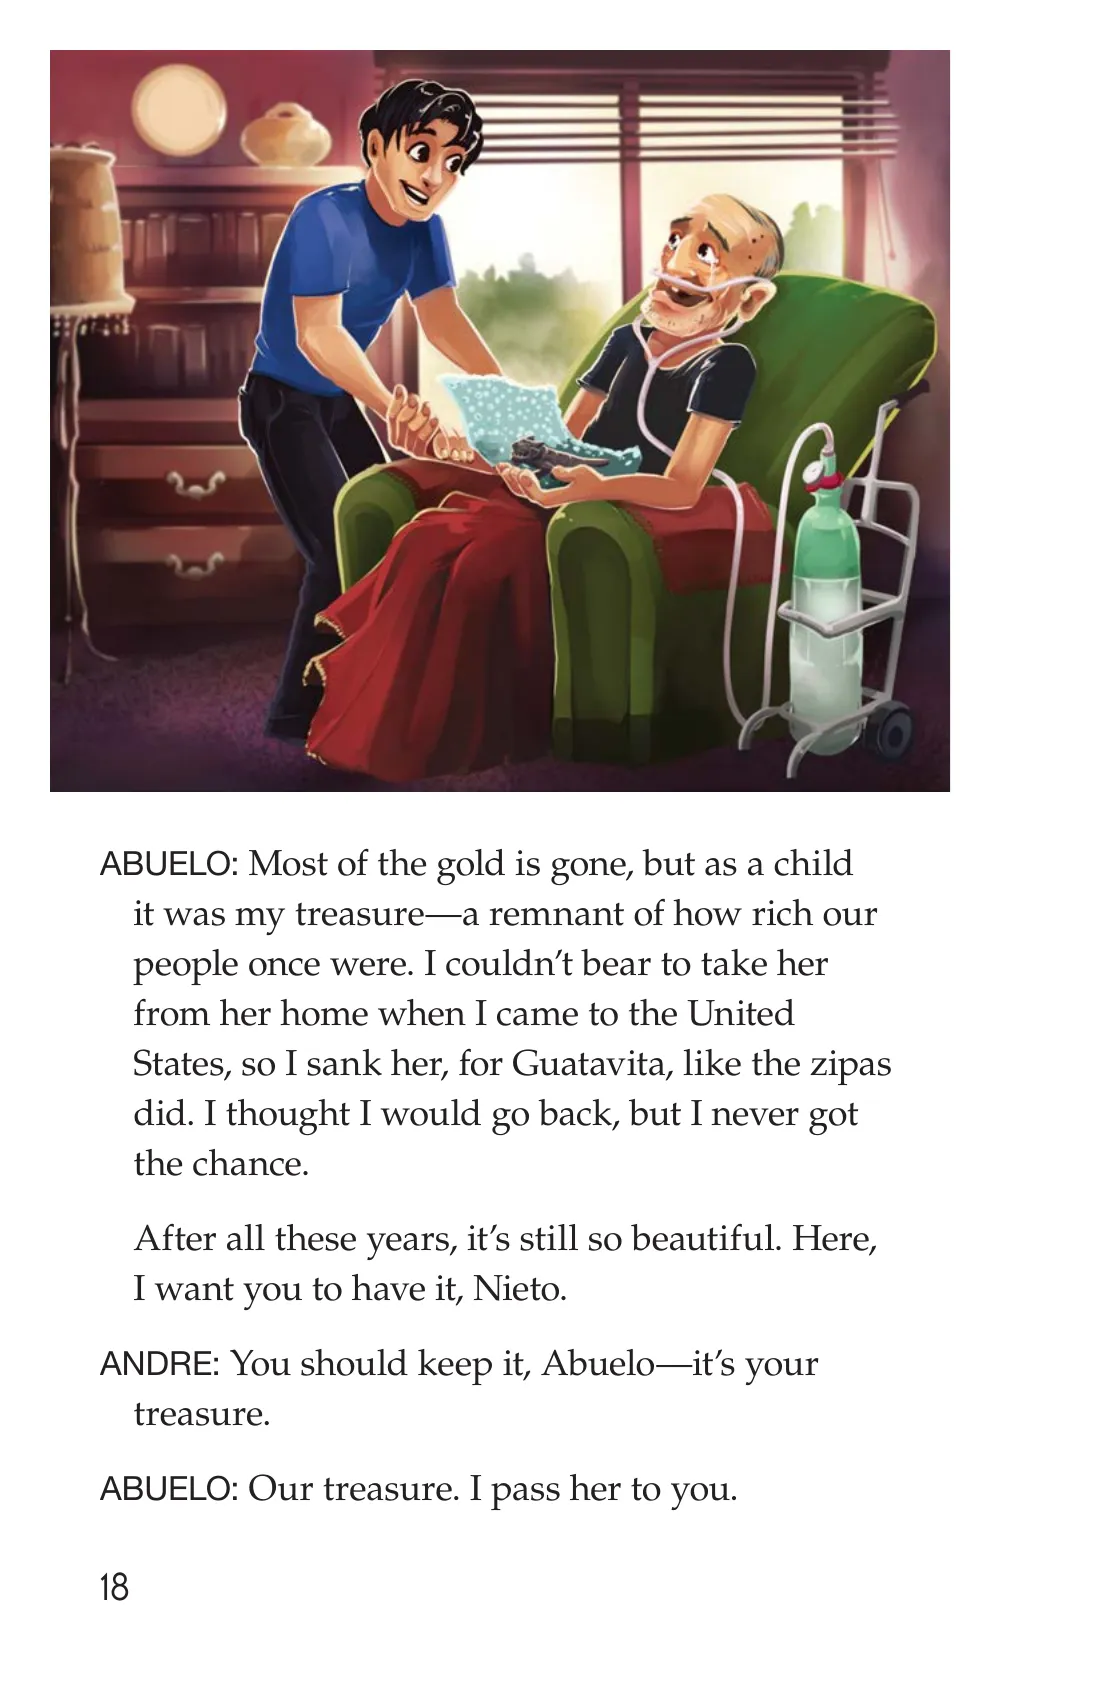 ABUELO: Most of the gold is gone, but as a child
it was my treasure—a remnant of how rich our
people once were. I couldn’t bear to take her
from her home when I came to the United
States, so I sank her, for Guatavita, like the zipas
did. I thought I would go back, but I never got
the chance.
After all these years, it’s still so beautiful. Here,
I want you to have it, Nieto.
ANDRE: You should keep it, Abuelo—it’s your
treasure.
ABUELO: Our treasure. I pass her to you.
18